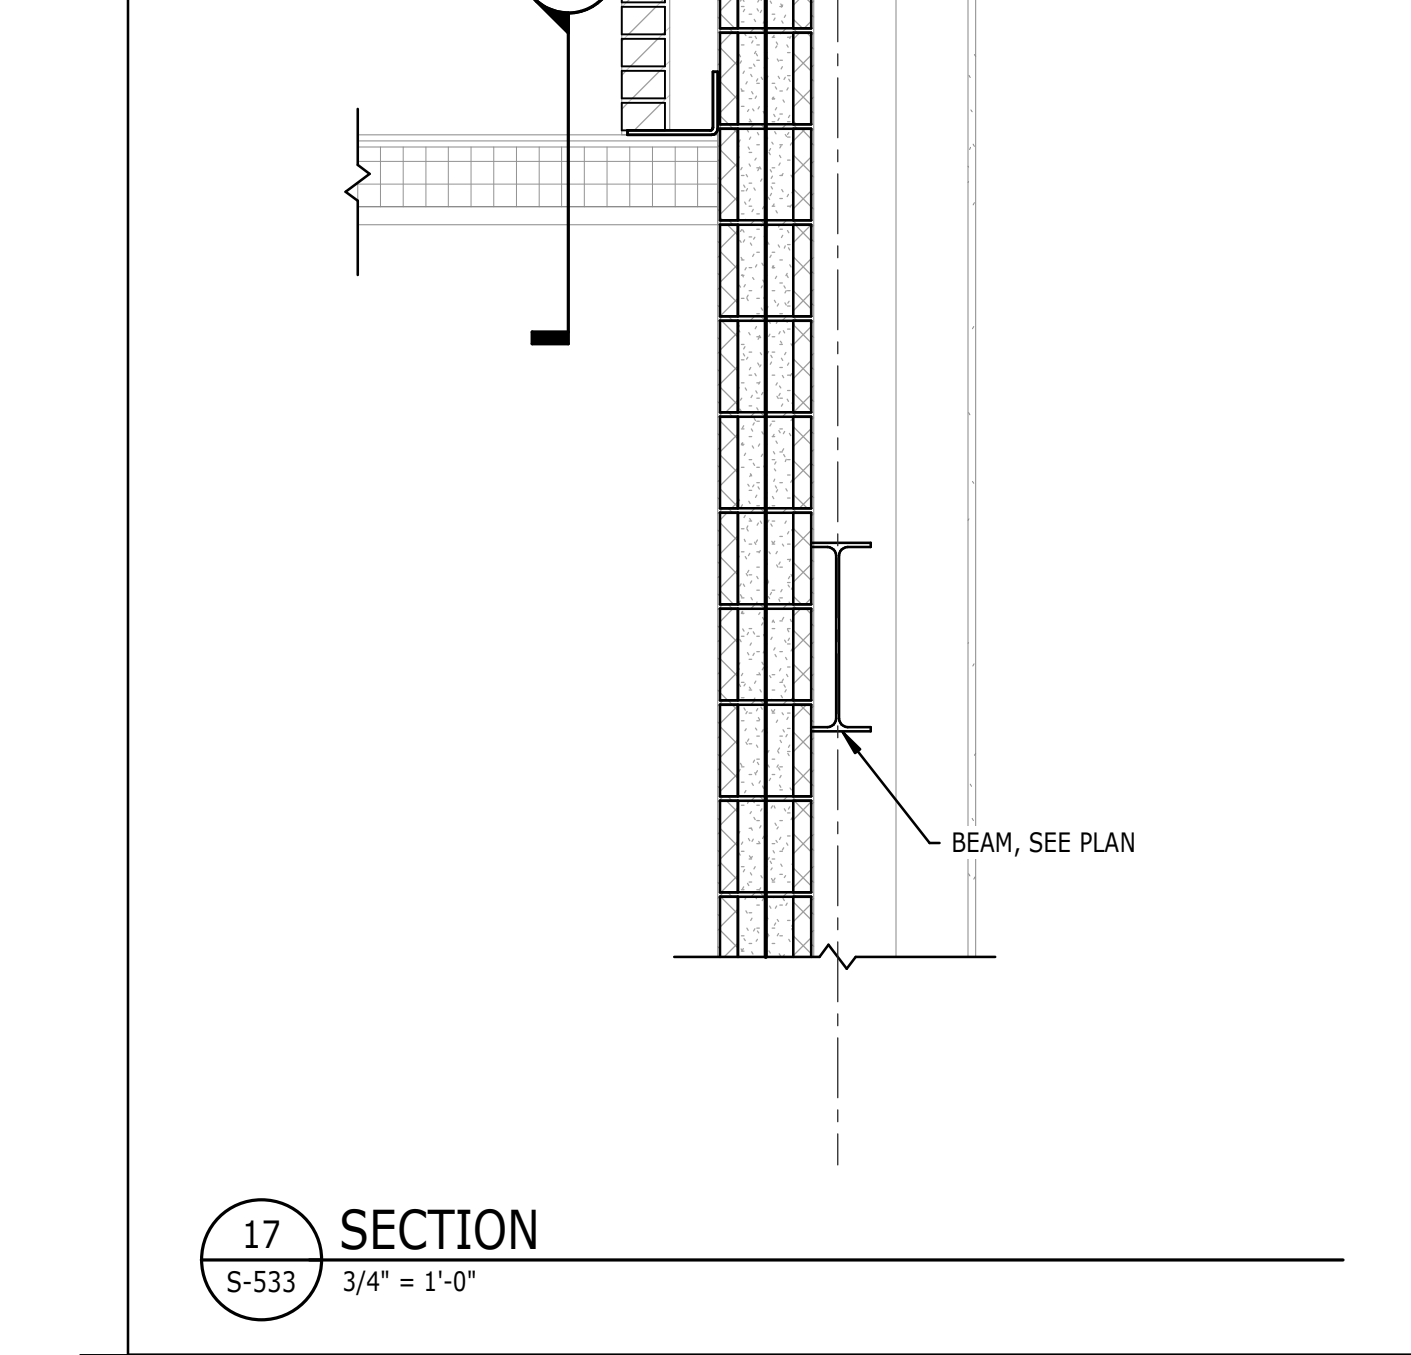 BEAM, SEE PLAN
17
SECTION
S-533
3/4" = 1'-0"